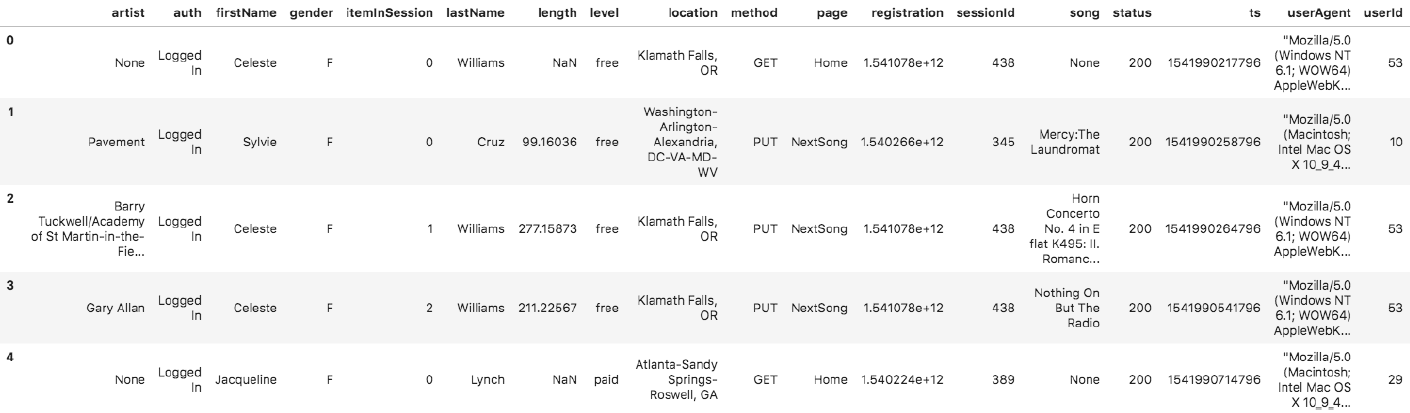 artist auth firstName gender itemInSession lastName length level location method page registration sessionId song status ts userAgent userId
0 None Logged In Celeste F 0 Williams NaN free Klamath Falls, OR GET Home 1.541078e+12 438 None 200 1541990217796 "Mozilla/5.0 (Windows NT 6.1; WOW64) AppleWebK... 53
1 Pavement Logged In Sylvie F 0 Cruz 99.16036 free Washington-Arlington-Alexandria, DC-VA-MD-WV PUT NextSong 1.540266e+12 345 Mercy:The Laundromat 200 1541990258796 "Mozilla/5.0 (Macintosh; Intel Mac OS X 10_9_4... 10
2 Barry Tuckwell/Academy of St Martin-in-the-Fie... Logged In Celeste F 1 Williams 277.15873 free Klamath Falls, OR PUT NextSong 1.541078e+12 438 Horn Concerto No. 4 in E flat K495: II. Romanc... 200 1541990264796 "Mozilla/5.0 (Windows NT 6.1; WOW64) AppleWebK... 53
3 Gary Allan Logged In Celeste F 2 Williams 211.22567 free Klamath Falls, OR PUT NextSong 1.541078e+12 438 Nothing On But The Radio 200 1541990541796 "Mozilla/5.0 (Windows NT 6.1; WOW64) AppleWebK... 53
4 None Logged In Jacqueline F 0 Lynch NaN paid Atlanta-Sandy Springs-Roswell, GA GET Home 1.540224e+12 389 None 200 1541990714796 "Mozilla/5.0 (Macintosh; Intel Mac OS X 10_9_4... 29